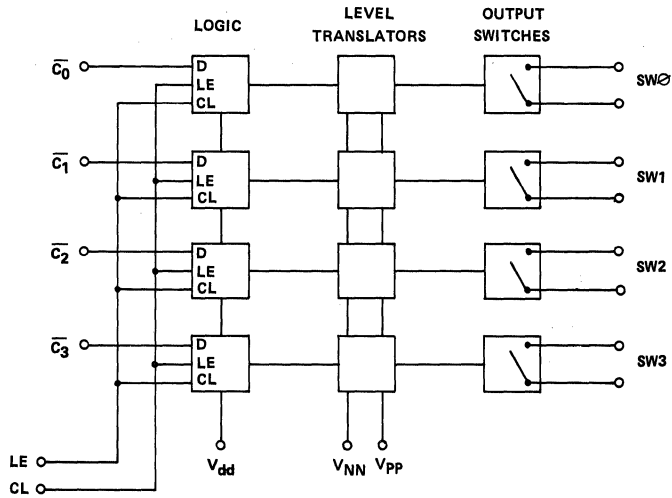 LOGIC
LEVEL
TRANSLATORS
OUTPUT
SWITCHES
C̅0
D
LE
CL
SW∅
C̅1
D
LE
CL
SW1
C̅2
D
LE
CL
SW2
C̅3
D
LE
CL
SW3
LE
CL
Vdd
VNN
VPP